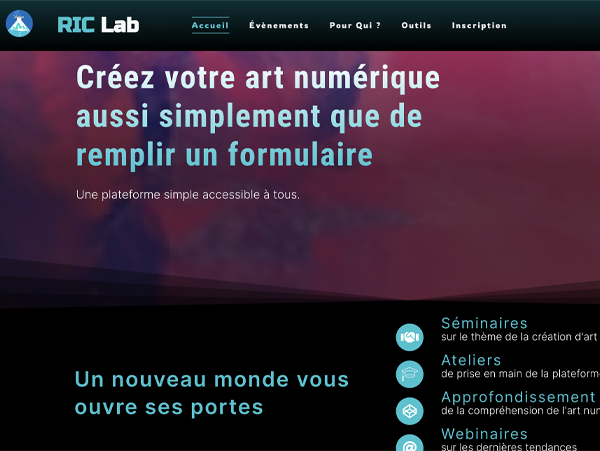 RIC Lab
Accueil
Évènements
Pour Qui ?
Outils
Inscription
Créez votre art numérique
aussi simplement que de
remplir un formulaire
Une plateforme simple accessible à tous.
Un nouveau monde vous
ouvre ses portes
Séminaires
sur le thème de la création d'art
Ateliers
de prise en main de la plateforme
Approfondissement
de la compréhension de l'art
Webinaires
sur les dernières tendances